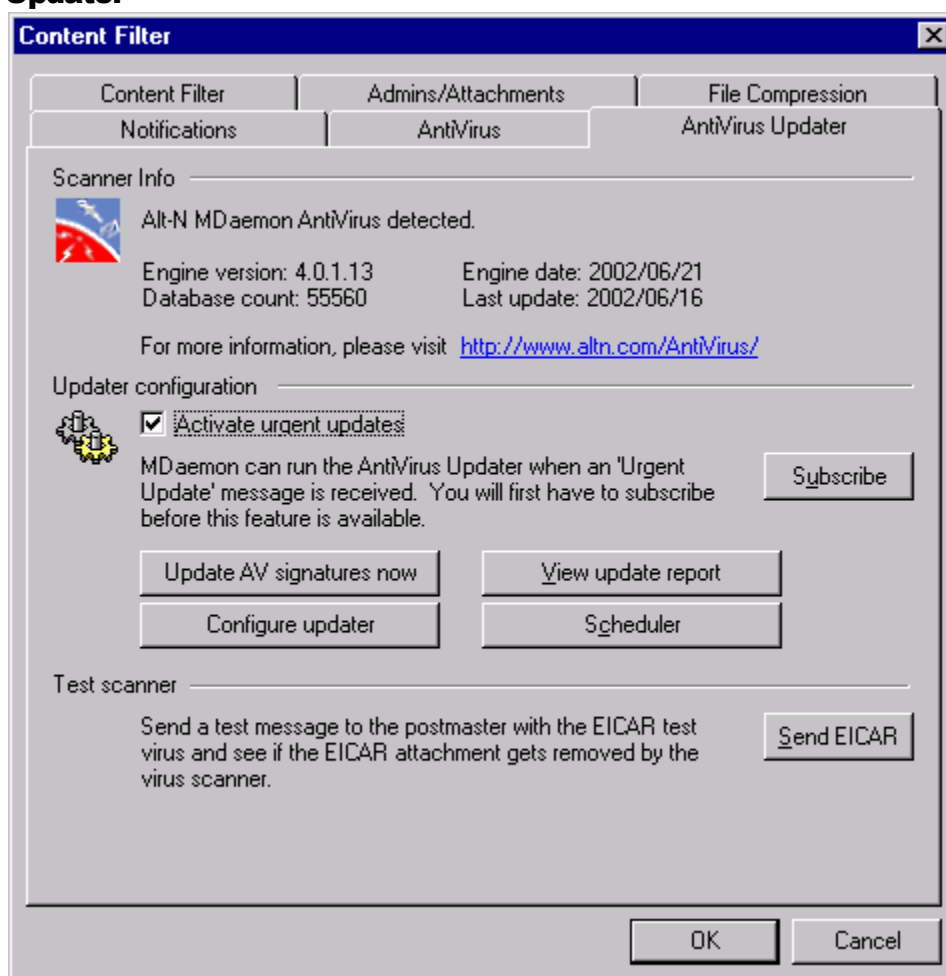 Updater
Content Filter
Content Filter
Admins/Attachments
File Compression
Notifications
AntiVirus
AntiVirus Updater
Scanner Info
Alt-N MDaemon AntiVirus detected.
Engine version: 4.0.1.13
Engine date: 2002/06/21
Database count: 55560
Last update: 2002/06/16
For more information, please visit http://www.altn.com/AntiVirus/
Updater configuration
Activate urgent updates
MDaemon can run the AntiVirus Updater when an 'Urgent
Update' message is received. You will first have to subscribe
before this feature is available.
Subscribe
Update AV signatures now
View update report
Configure updater
Scheduler
Test scanner
Send a test message to the postmaster with the EICAR test
virus and see if the EICAR attachment gets removed by the
virus scanner.
Send EICAR
OK
Cancel